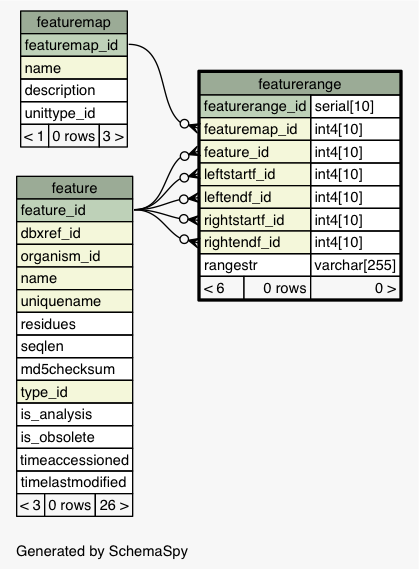 featuremap
featuremap_id
name
description
unittype_id
< 1 0 rows 3 >
featurerange
featurerange_id serial[10]
featuremap_id int4[10]
feature_id int4[10]
leftstartf_id int4[10]
leftendf_id int4[10]
rightstartf_id int4[10]
rightendf_id int4[10]
rangestr varchar[255]
< 6 0 rows 0 >
feature
feature_id
dbxref_id
organism_id
name
uniquename
residues
seqlen
md5checksum
type_id
is_analysis
is_obsolete
timeaccessioned
timelastmodified
< 3 0 rows 26 >
Generated by SchemaSpy